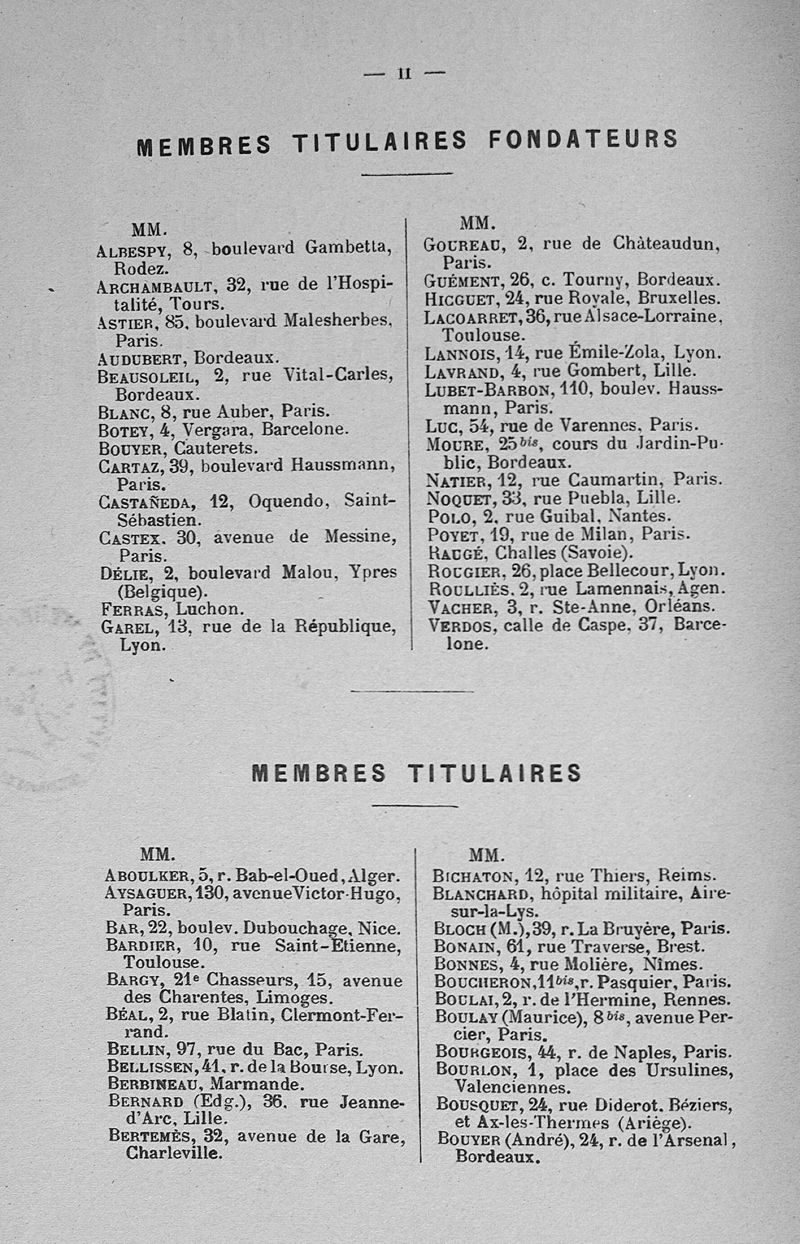 — II —
MEMBRES TITULAIRES FONDATEURS
MM.
ALBESPY, 8, boulevard Gambetta,
Rodez.
ARCHAMBAULT, 32, rue de l'Hospi-
talité, Tours.
ASTIER, 85, boulevard Malesherbes,
Paris.
AUDUBERT, Bordeaux.
BEAUSOLEIL, 2, rue Vital-Carles,
Bordeaux.
BLANC, 8, rue Auber, Paris.
BOTEY, 4, Vergara, Barcelone.
BOUYER, Cauterets.
CARTAZ, 39, boulevard Haussmann,
Paris.
CASTAÑEDA, 12, Oquendo, Saint-
Sébastien.
CASTEX. 30, avenue de Messine,
Paris.
DÉLIE, 2, boulevard Malou, Ypres
(Belgique).
FERRAS, Luchon.
GAREL, 13, rue de la République,
Lyon.
MM.
GOUREAU, 2, rue de Châteaudun,
Paris.
GUÉMENT, 26, c. Tourny, Bordeaux.
HICGUET, 24, rue Royale, Bruxelles.
LACOARRET, 36, rue Alsace-Lorraine,
Toulouse.
LANNOIS, 14, rue Émile-Zola, Lyon.
LAVRAND, 4, rue Gombert, Lille.
LUBET-BARBON, 110, boulev. Hauss-
mann, Paris.
LUC, 54, rue de Varennes, Paris.
MOURE, 25bis, cours du Jardin-Pu-
blic, Bordeaux.
NATIER, 12, rue Caumartin, Paris.
NOQUET, 33, rue Puebla, Lille.
POLO, 2, rue Guibal, Nantes.
POYET, 19, rue de Milan, Paris.
RAUGÉ, Challes (Savoie).
ROUGIER, 26, place Bellecour, Lyon.
ROULLIÈS. 2, rue Lamennais, Agen.
VACHER, 3, r. Ste-Anne, Orléans.
VERDOS, calle de Caspe, 37, Barce-
lone.
MEMBRES TITULAIRES
MM.
ABOULKER, 5, r. Bab-el-Oued, Alger.
AYSAGUER, 130, avenue Victor-Hugo,
Paris.
BAR, 22, boulev. Dubouchage, Nice.
BARDIER, 10, rue Saint-Etienne,
Toulouse.
BARGY, 21e Chasseurs, 15, avenue
des Charentes, Limoges.
BÉAL, 2, rue Blatin, Clermont-Fer-
rand.
BELLIN, 97, rue du Bac, Paris.
BELLISSEN, 41, r. de la Bourse, Lyon.
BERBINEAU, Marmande.
BERNARD (Edg.), 36, rue Jeanne-
d'Arc, Lille.
BERTEMÈS, 32, avenue de la Gare,
Charleville.
MM.
BICHATON, 12, rue Thiers, Reims.
BLANCHARD, hôpital militaire, Aire-
sur-la-Lys.
BLOCH (M.), 39, r. La Bruyère, Paris.
BONAIN, 61, rue Traverse, Brest.
BONNES, 4, rue Molière, Nîmes.
BOUCHERON, 11bis, r. Pasquier, Paris.
BOULAI, 2, r. de l'Hermine, Rennes.
BOULAY (Maurice), 8bis, avenue Per-
cier, Paris.
BOURGEOIS, 44, r. de Naples, Paris.
BOURLON, 1, place des Ursulines,
Valenciennes.
BOUSQUET, 24, rue Diderot. Béziers,
et Ax-les-Thermes (Ariège).
BOUYER (André), 24, r. de l'Arsenal,
Bordeaux.